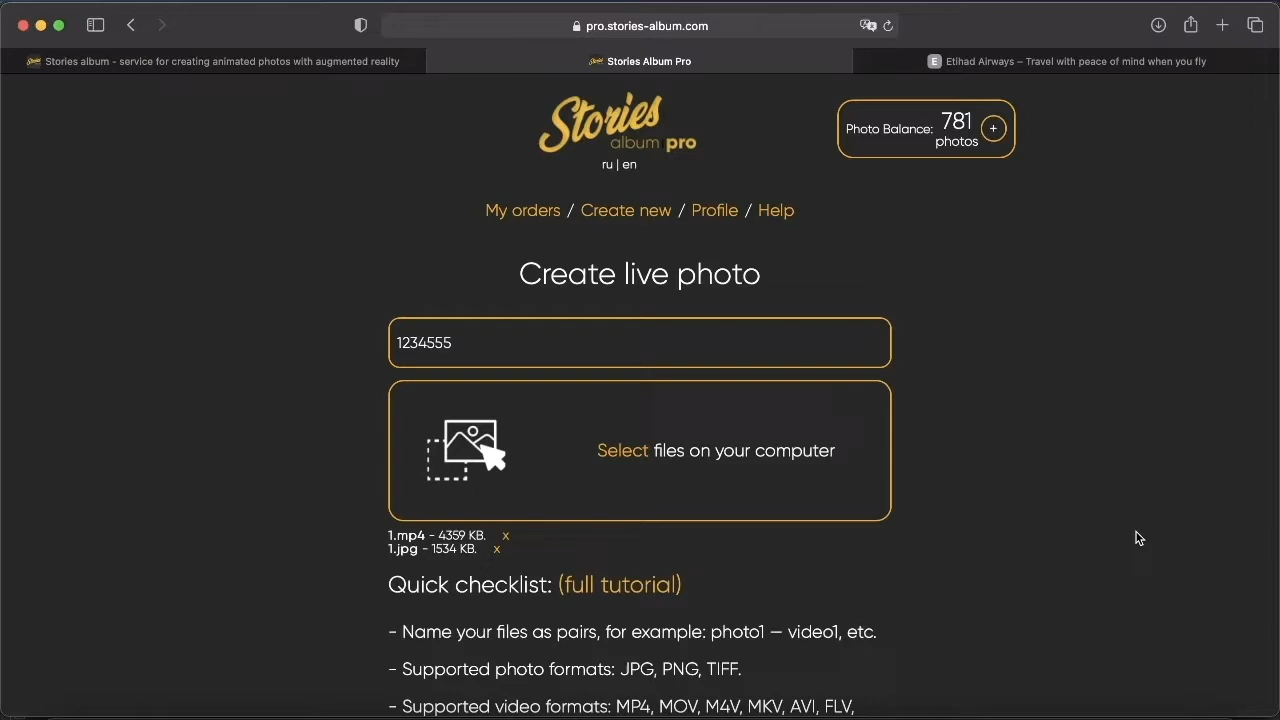 pro.stories-album.com
Stories album - service for creating animated photos with augmented reality
Stories Album Pro
E Etihad Airways – Travel with peace of mind when you fly
Stories
album pro
ru | en
Photo Balance: 781 photos +
My orders / Create new / Profile / Help
Create live photo
1234555
Select files on your computer
1.mp4 - 4359 KB. x
1.jpg - 1534 KB. x
Quick checklist: (full tutorial)
- Name your files as pairs, for example: photo1 — video1, etc.
- Supported photo formats: JPG, PNG, TIFF.
- Supported video formats: MP4, MOV, M4V, MKV, AVI, FLV,